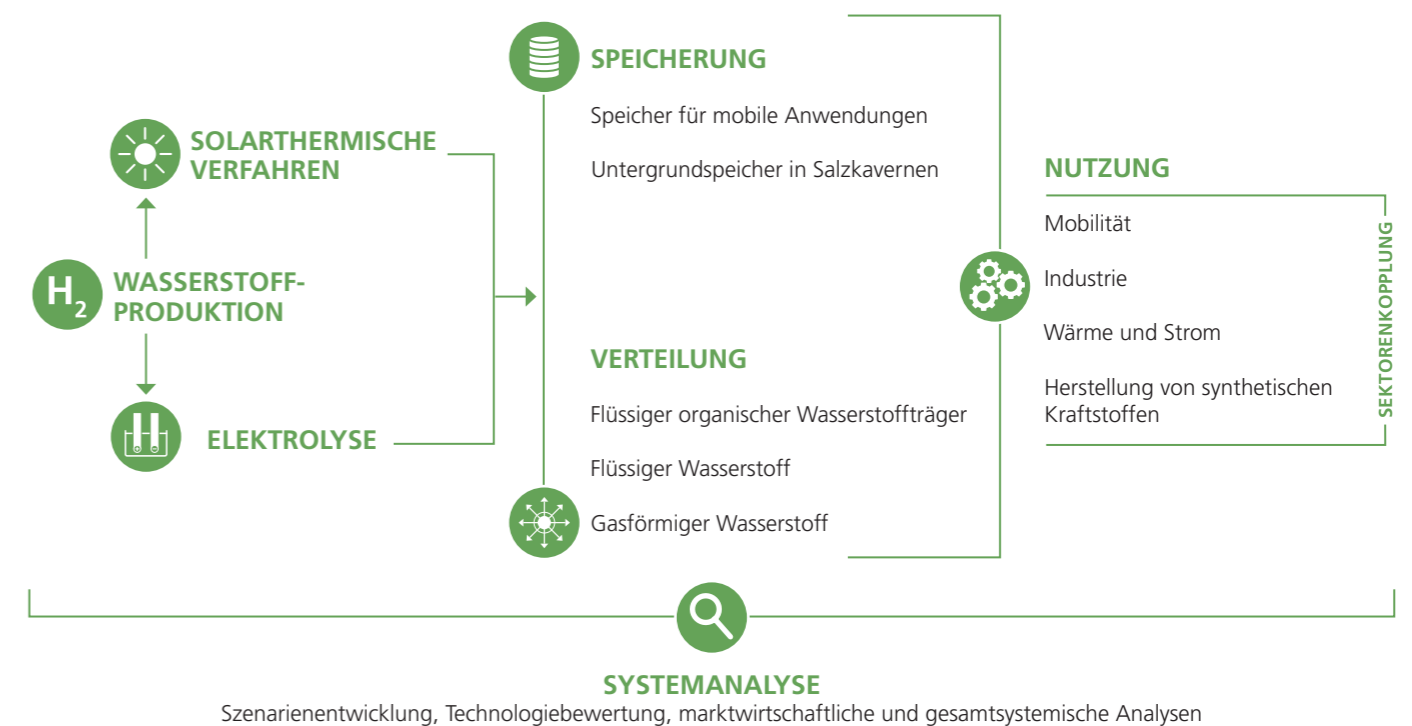 H2
WASSERSTOFF-
PRODUKTION
SOLARTHERMISCHE
VERFAHREN
ELEKTROLYSE
SPEICHERUNG
Speicher für mobile Anwendungen
Untergrundspeicher in Salzkavernen
VERTEILUNG
Flüssiger organischer Wasserstoffträger
Flüssiger Wasserstoff
Gasförmiger Wasserstoff
NUTZUNG
Mobilität
Industrie
Wärme und Strom
Herstellung von synthetischen
Kraftstoffen
SEKTORENKOPPLUNG
SYSTEMANALYSE
Szenarienentwicklung, Technologiebewertung, marktwirtschaftliche und gesamtsystemische Analysen